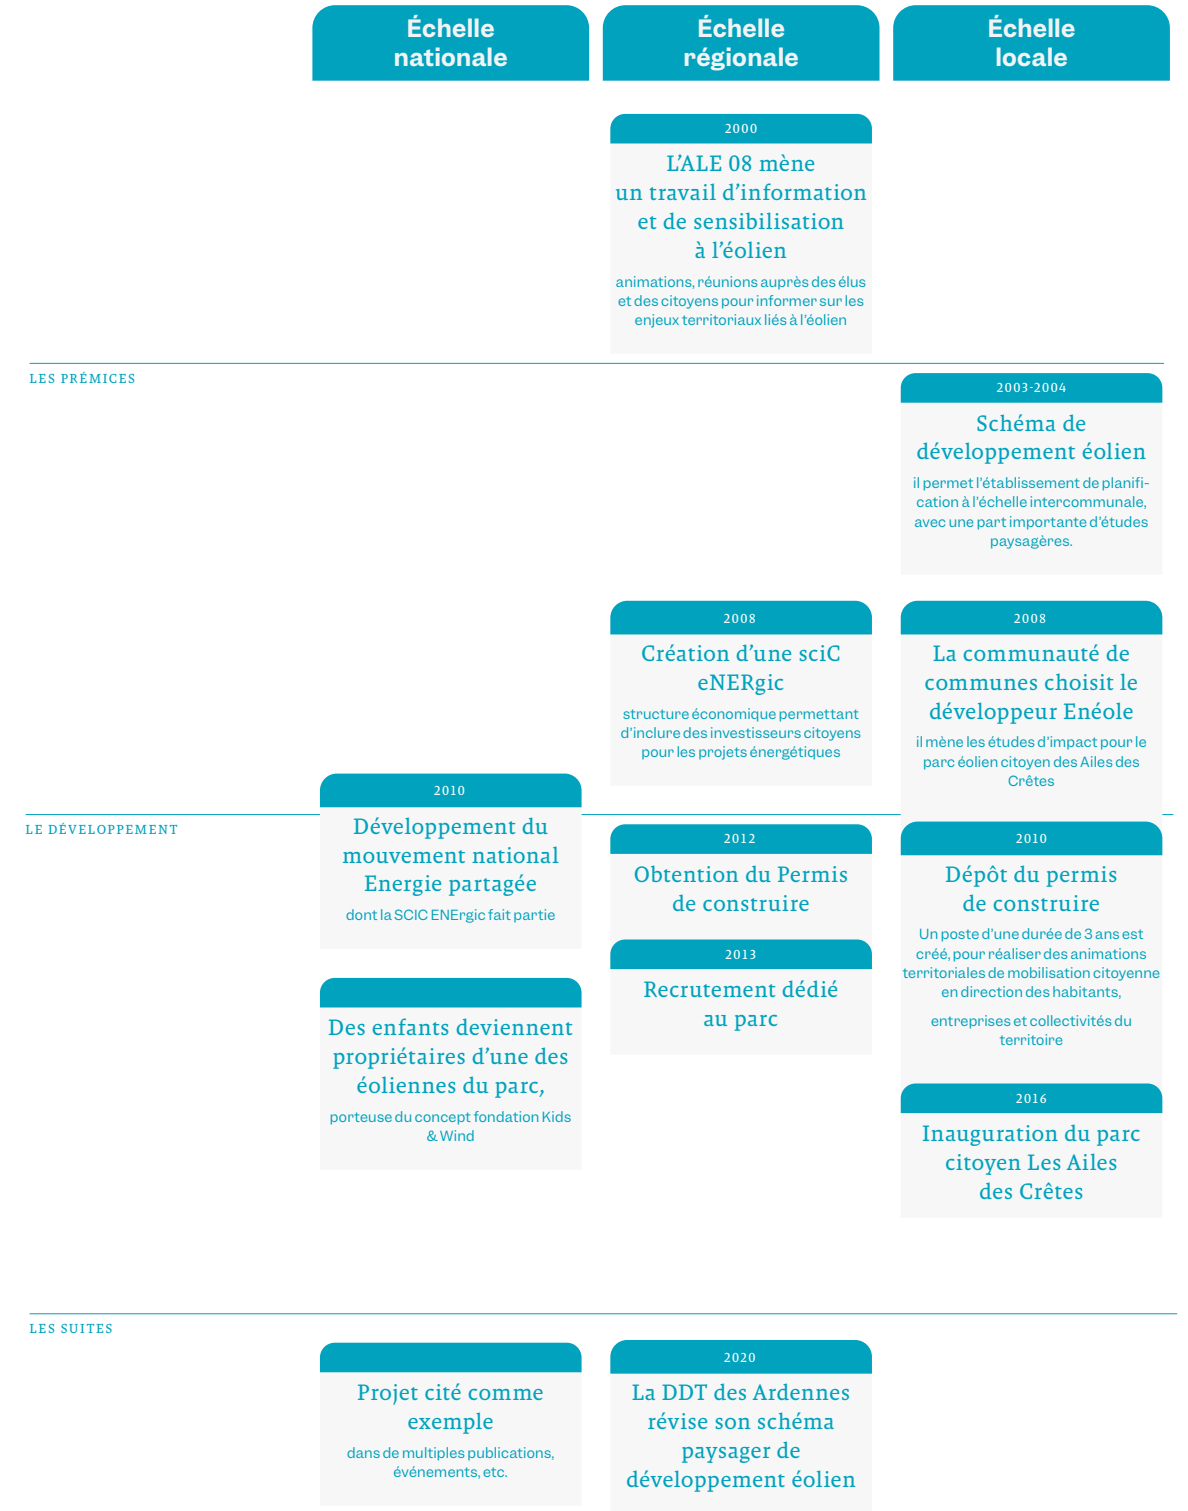 Échelle
nationale
Échelle
régionale
Échelle
locale
2000
L’ALE 08 mène
un travail d’information
et de sensibilisation
à l’éolien
animations, réunions auprès des élus
et des citoyens pour informer sur les
enjeux territoriaux liés à l’éolien
LES PRÉMICES
2003-2004
Schéma de
développement éolien
il permet l’établissement de planifi-
cation à l’échelle intercommunale,
avec une part importante d’études
paysagères.
2008
Création d’une sciC
eNERgic
structure économique permettant
d’inclure des investisseurs citoyens
pour les projets énergétiques
2008
La communauté de
communes choisit le
développeur Enéole
il mène les études d’impact pour le
parc éolien citoyen des Ailes des
Crêtes
LE DÉVELOPPEMENT
2010
Développement du
mouvement national
Energie partagée
dont la SCIC ENErgic fait partie
2012
Obtention du Permis
de construire
2010
Dépôt du permis
de construire
Un poste d’une durée de 3 ans est
créé, pour réaliser des animations
territoriales de mobilisation citoyenne
en direction des habitants,
entreprises et collectivités du
territoire
2013
Recrutement dédié
au parc
Des enfants deviennent
propriétaires d’une des
éoliennes du parc,
porteuse du concept fondation Kids
& Wind
2016
Inauguration du parc
citoyen Les Ailes
des Crêtes
LES SUITES
Projet cité comme
exemple
dans de multiples publications,
événements, etc.
2020
La DDT des Ardennes
révise son schéma
paysager de
développement éolien